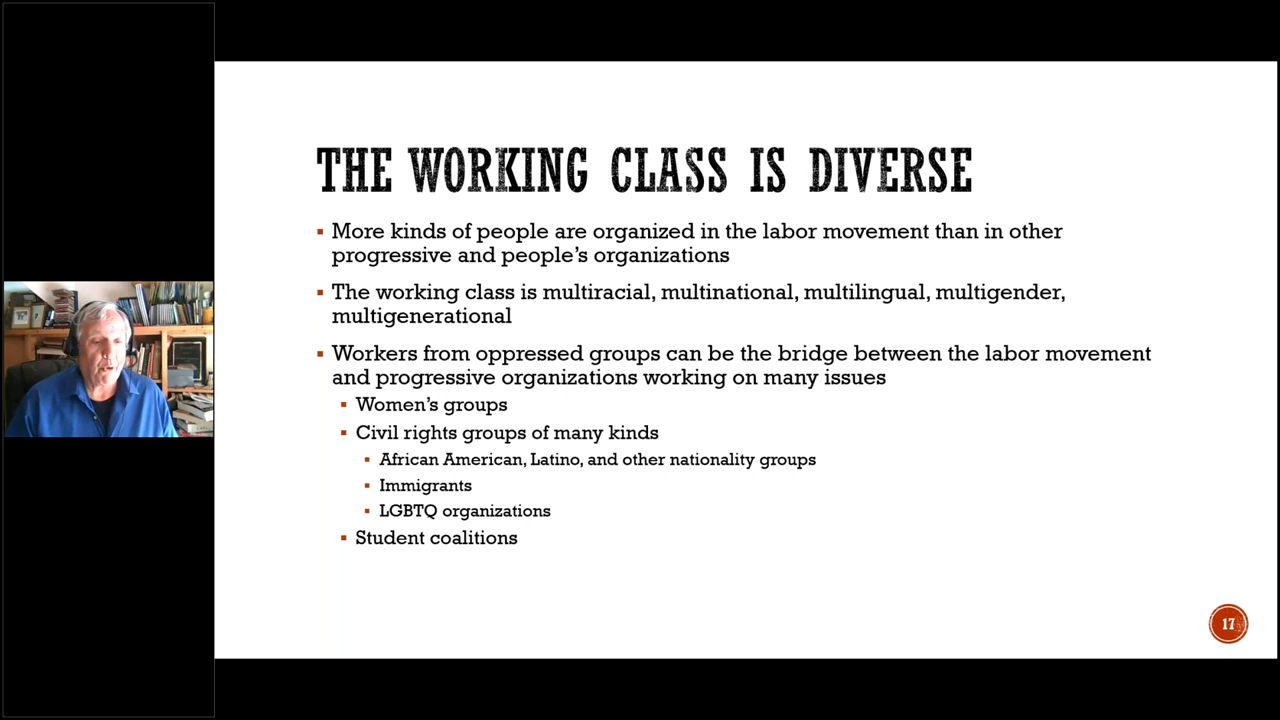 THE WORKING CLASS IS DIVERSE
▪ More kinds of people are organized in the labor movement than in other
progressive and people’s organizations
▪ The working class is multiracial, multinational, multilingual, multigender,
multigenerational
▪ Workers from oppressed groups can be the bridge between the labor movement
and progressive organizations working on many issues
▪ Women’s groups
▪ Civil rights groups of many kinds
▪ African American, Latino, and other nationality groups
▪ Immigrants
▪ LGBTQ organizations
▪ Student coalitions
17